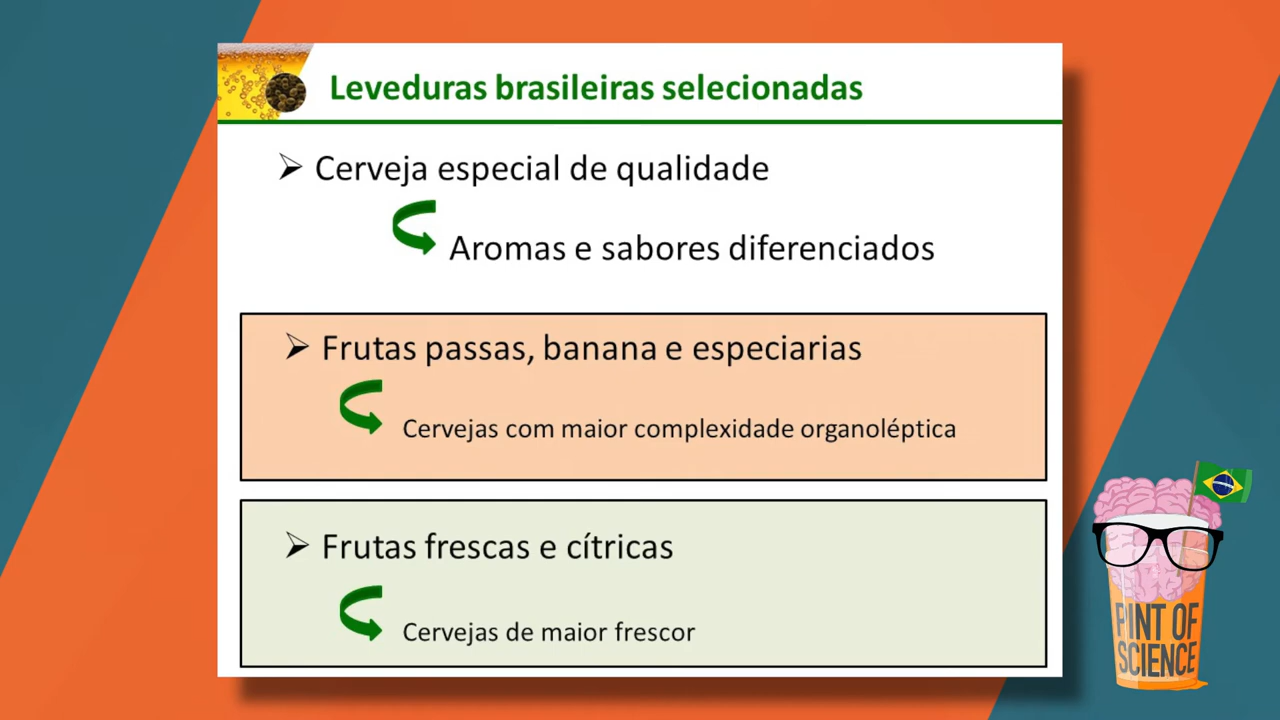 Leveduras brasileiras selecionadas
Cerveja especial de qualidade
Aromas e sabores diferenciados
Frutas passas, banana e especiarias
Cervejas com maior complexidade organoléptica
Frutas frescas e cítricas
Cervejas de maior frescor
PINT OF
SCIENCE